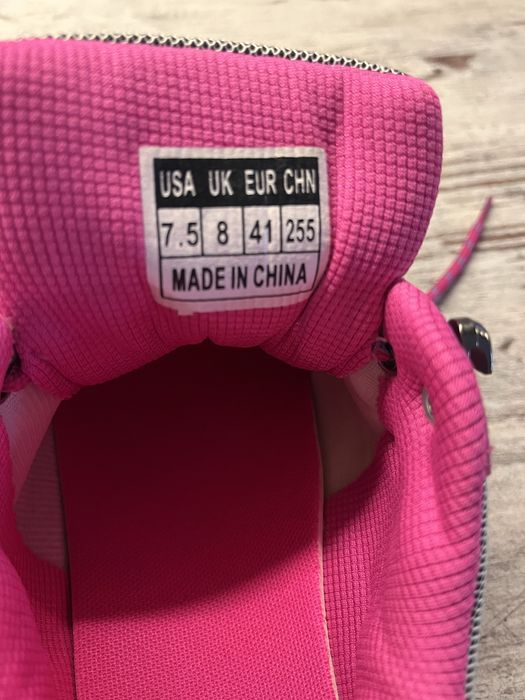 USA UK EUR CHN
7.5 8 41 255
MADE IN CHINA